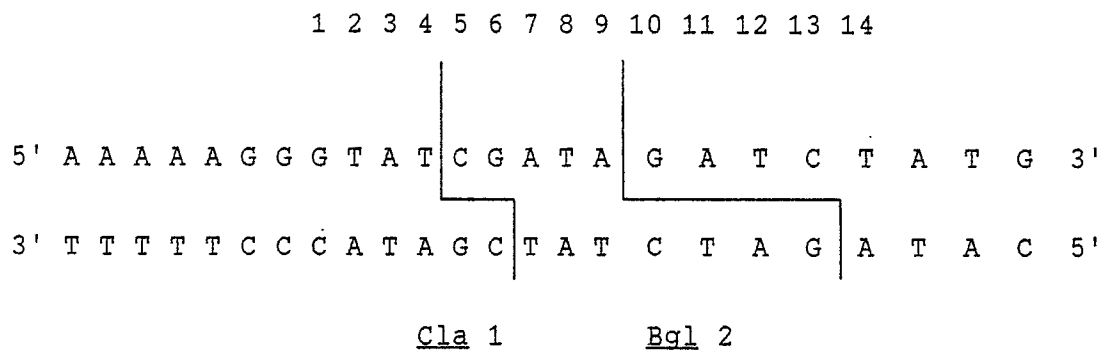 1 2 3 4 5 6 7 8 9 10 11 12 13 14
5' A A A A A G G G T A T C G A T A G A T C T A T G 3'
3' T T T T T C C C A T A G C T A T C T A G A T A C 5'
Cla 1 Bgl 2